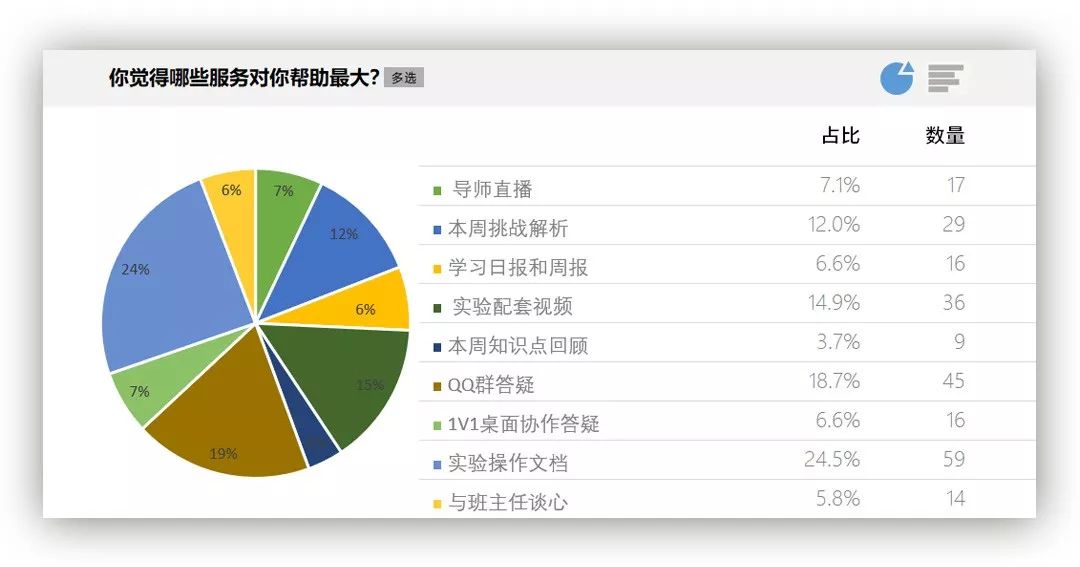 你觉得哪些服务对你帮助最大? 多选
占比 数量
导师直播 7.1% 17
本周挑战解析 12.0% 29
学习日报和周报 6.6% 16
实验配套视频 14.9% 36
本周知识点回顾 3.7% 9
QQ群答疑 18.7% 45
1V1桌面协作答疑 6.6% 16
实验操作文档 24.5% 59
与班主任谈心 5.8% 14
6%
7%
12%
24%
6%
15%
7%
19%